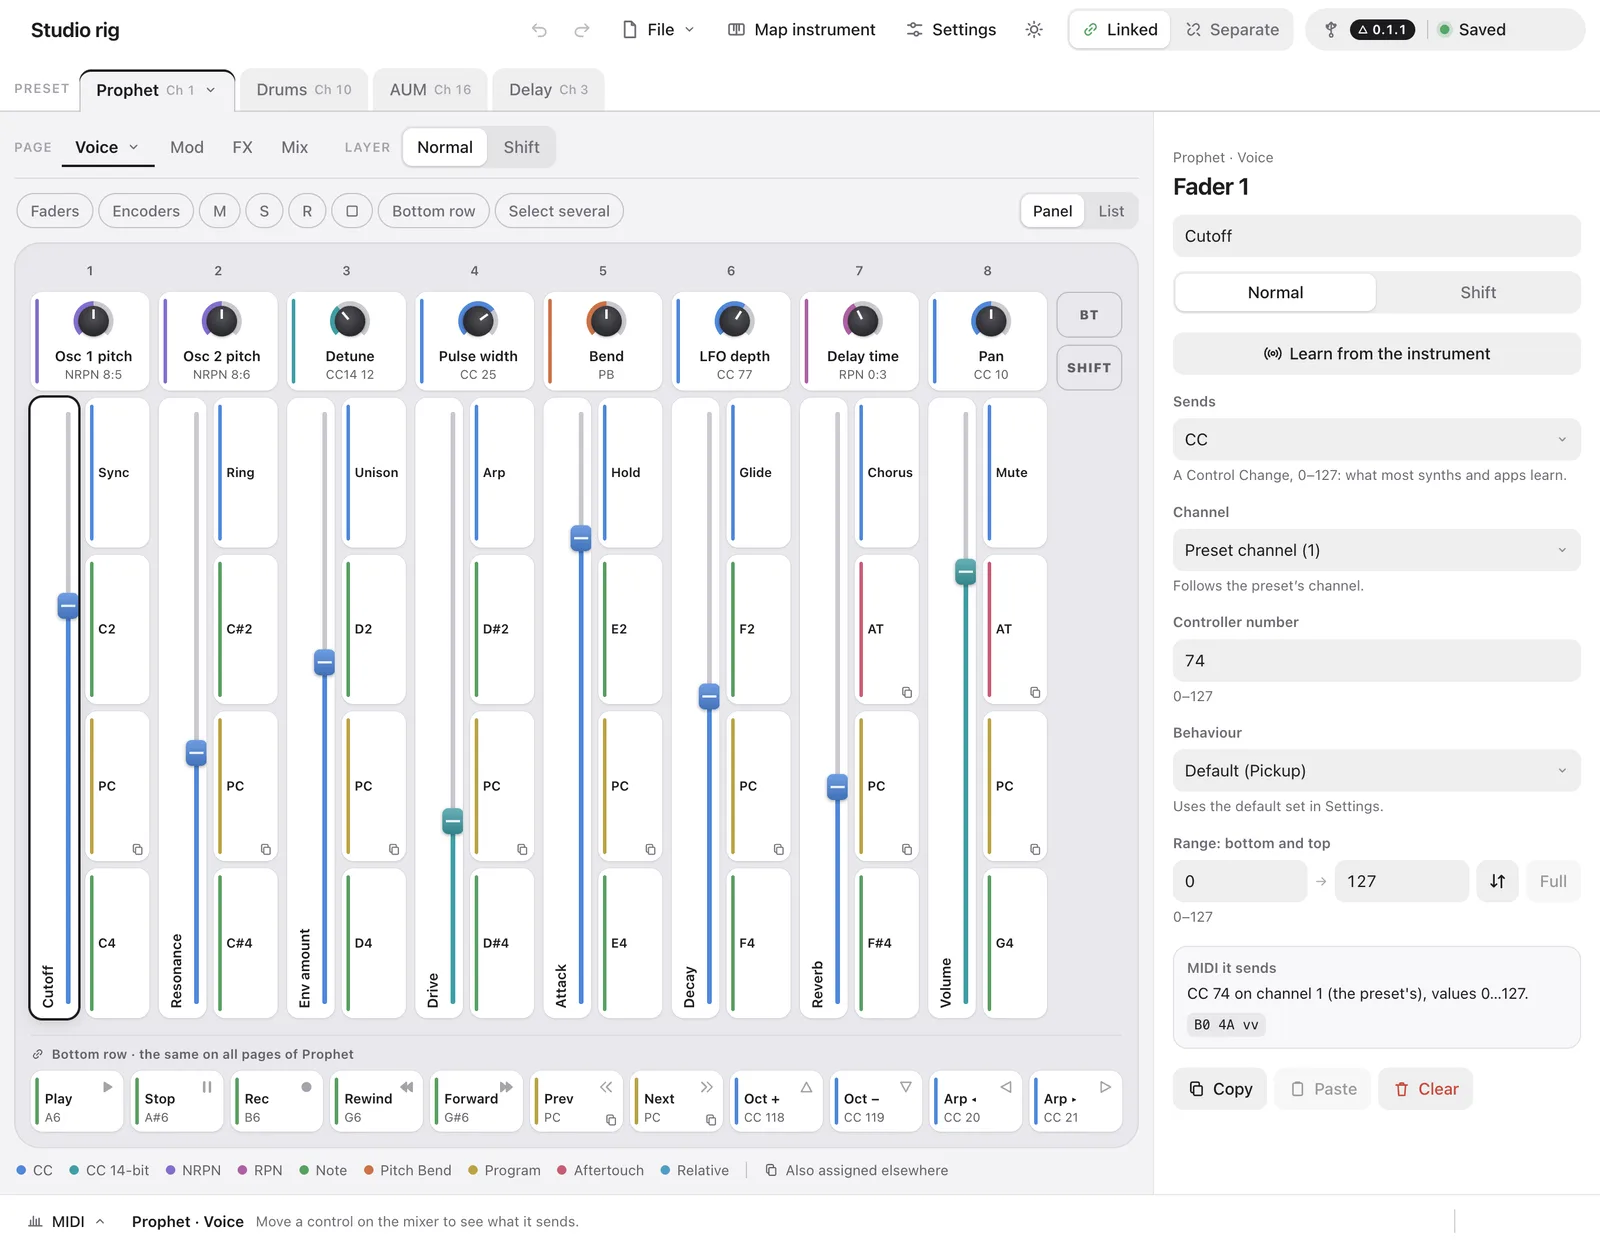 Studio rig
File
Map instrument
Settings
Linked
Separate
0.1.1
Saved
PRESET
Prophet Ch 1
Drums Ch 10
AUM Ch 16
Delay Ch 3
PAGE
Voice
Mod
FX
Mix
LAYER
Normal
Shift
Faders
Encoders
M
S
R
Bottom row
Select several
Panel
List
1
2
3
4
5
6
7
8
Osc 1 pitch
NRPN 8:5
Osc 2 pitch
NRPN 8:6
Detune
CC14 12
Pulse width
CC 25
Bend
PB
LFO depth
CC 77
Delay time
RPN 0:3
Pan
CC 10
BT
SHIFT
Cutoff
Sync
C2
PC
C4
Resonance
Ring
C#2
PC
C#4
Env amount
Unison
D2
PC
D4
Drive
Arp
D#2
PC
D#4
Attack
Hold
E2
PC
E4
Decay
Glide
F2
PC
F4
Reverb
Chorus
AT
PC
F#4
Volume
Mute
AT
PC
G4
Bottom row · the same on all pages of Prophet
Play
A6
Stop
A#6
Rec
B6
Rewind
G6
Forward
G#6
Prev
PC
Next
PC
Oct +
CC 118
Oct −
CC 119
Arp ◂
CC 20
Arp ▸
CC 21
CC
CC 14-bit
NRPN
RPN
Note
Pitch Bend
Program
Aftertouch
Relative
Also assigned elsewhere
Prophet · Voice
Fader 1
Cutoff
Normal
Shift
Learn from the instrument
Sends
CC
A Control Change, 0–127: what most synths and apps learn.
Channel
Preset channel (1)
Follows the preset’s channel.
Controller number
74
0–127
Behaviour
Default (Pickup)
Uses the default set in Settings.
Range: bottom and top
0 → 127
Full
0–127
MIDI it sends
CC 74 on channel 1 (the preset's), values 0…127.
B0 4A vv
Copy
Paste
Clear
MIDI
Prophet · Voice
Move a control on the mixer to see what it sends.